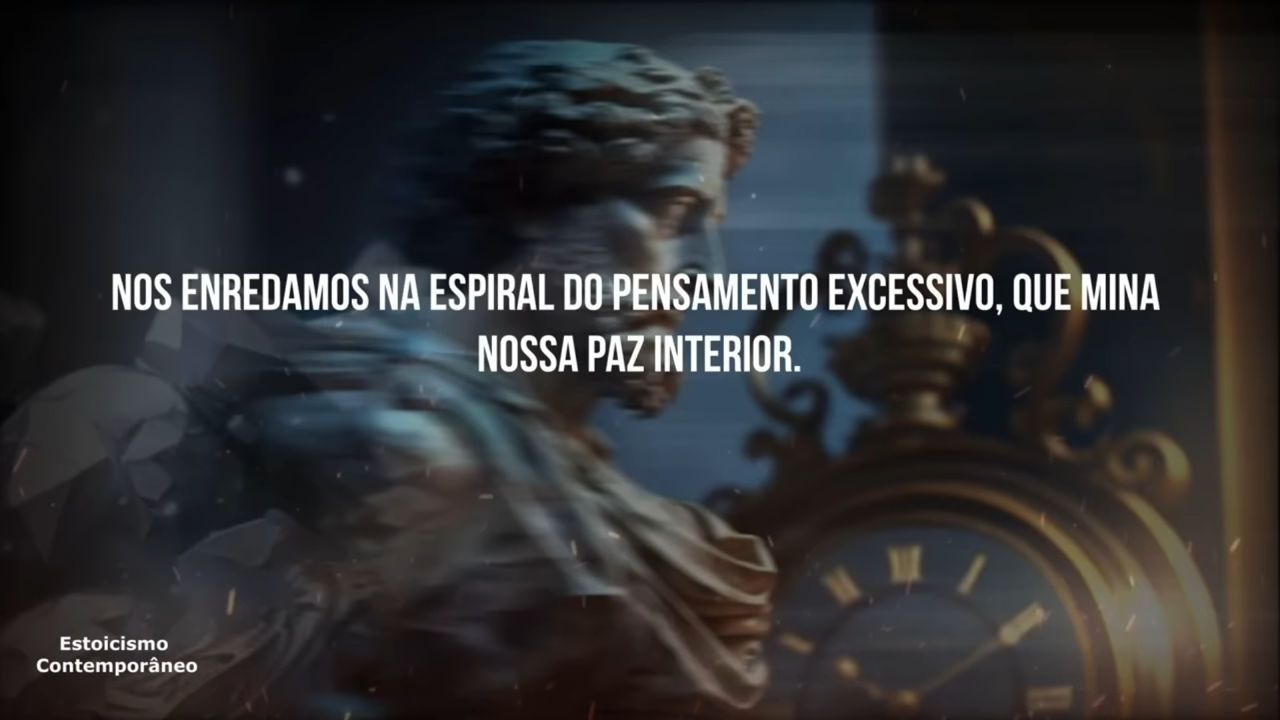 NOS ENREDAMOS NA ESPIRAL DO PENSAMENTO EXCESSIVO, QUE MINA
NOSSA PAZ INTERIOR.
Estoicismo
Contemporâneo